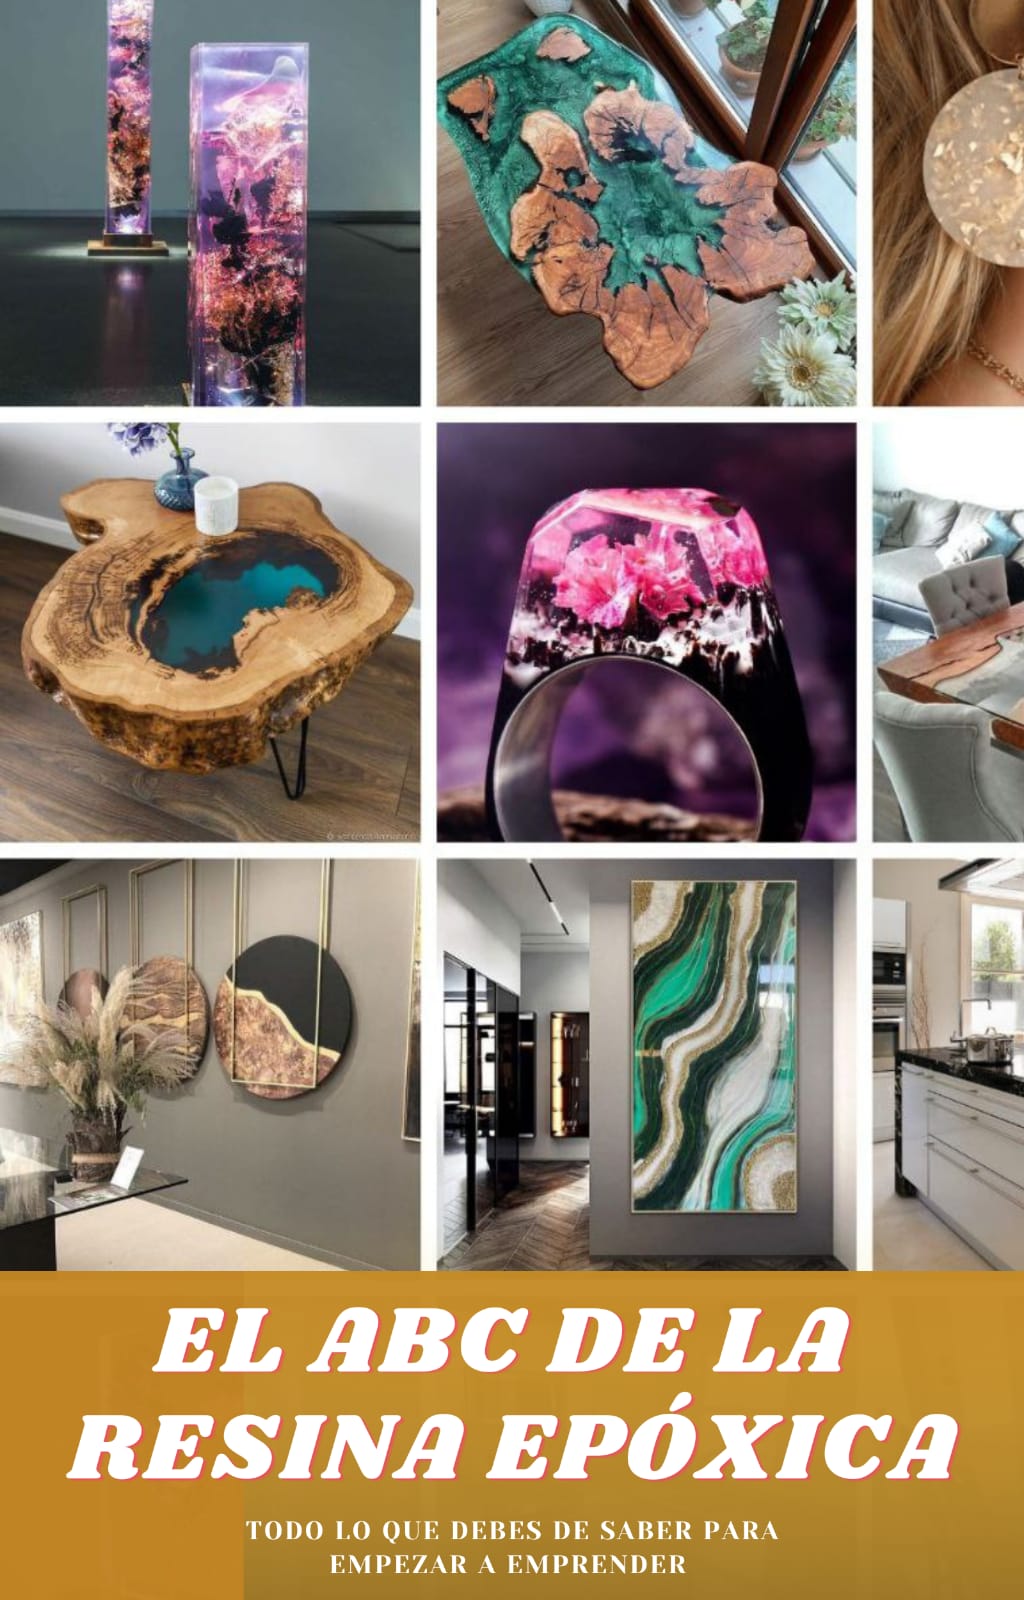 EL ABC DE LA
RESINA EPÓXICA
TODO LO QUE DEBES DE SABER PARA
EMPEZAR A EMPRENDER